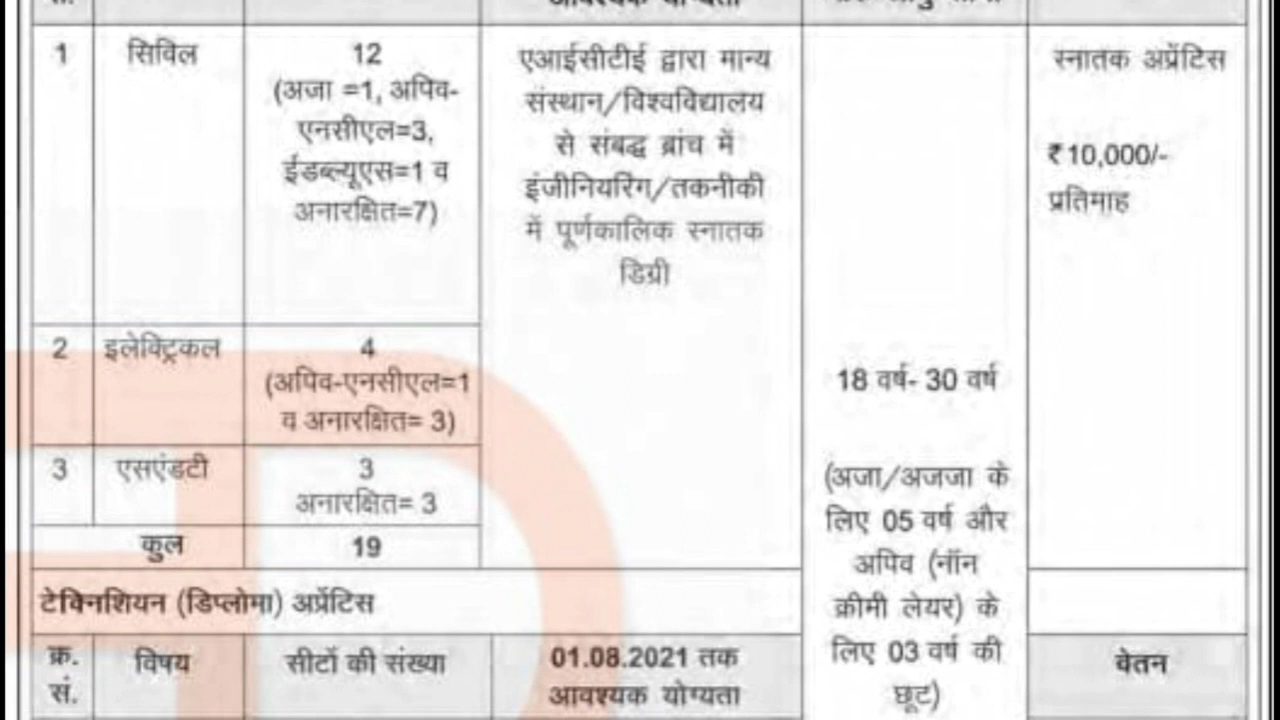 आवश्यक योग्यता
1
सिविल
12
(अजा =1, अपिव-
एनसीएल=3,
ईडब्ल्यूएस=1 व
अनारक्षित=7)
एआईसीटीई द्वारा मान्य
संस्थान/विश्वविद्यालय
से संबद्ध ब्रांच में
इंजीनियरिंग/तकनीकी
में पूर्णकालिक स्नातक
डिग्री
स्नातक अप्रेंटिस
₹10,000/-
प्रतिमाह
2
इलेक्ट्रिकल
4
(अपिव-एनसीएल=1
व अनारक्षित= 3)
3
एसएंडटी
3
अनारक्षित= 3
कुल
19
18 वर्ष- 30 वर्ष
(अजा/अजजा के
लिए 05 वर्ष और
अपिव (नॉन
क्रीमी लेयर) के
लिए 03 वर्ष की
छूट)
टेक्निशियन (डिप्लोमा) अप्रेंटिस
क्र.
सं.
विषय
सीटों की संख्या
01.08.2021 तक
आवश्यक योग्यता
वेतन